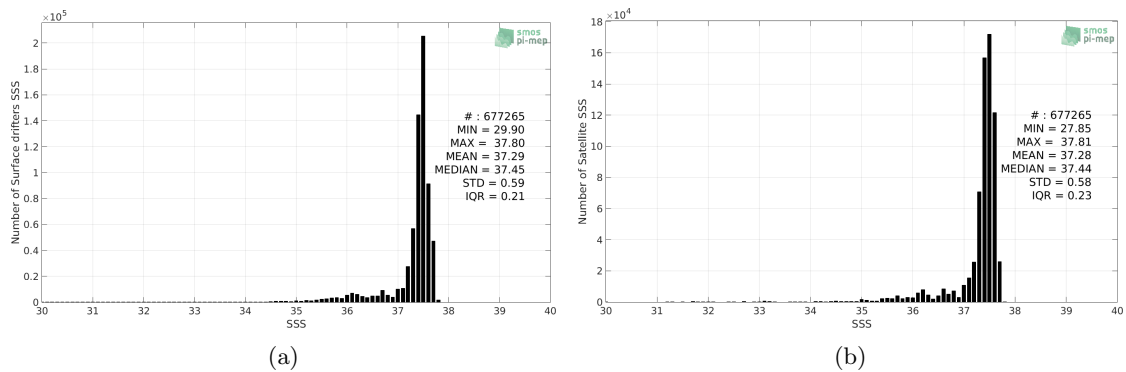 ×10^5
2
1.8
1.6
1.4
1.2
1
0.8
0.6
0.4
0.2
0
Number of Surface drifters SSS
smos
pi-mep
# : 677265
MIN = 29.90
MAX = 37.80
MEAN = 37.29
MEDIAN = 37.45
STD = 0.59
IQR = 0.21
30 31 32 33 34 35 36 37 38 39 40
SSS
(a)
×10^4
18
16
14
12
10
8
6
4
2
0
Number of Satellite SSS
smos
pi-mep
# : 677265
MIN = 27.85
MAX = 37.81
MEAN = 37.28
MEDIAN = 37.44
STD = 0.58
IQR = 0.23
30 31 32 33 34 35 36 37 38 39 40
SSS
(b)